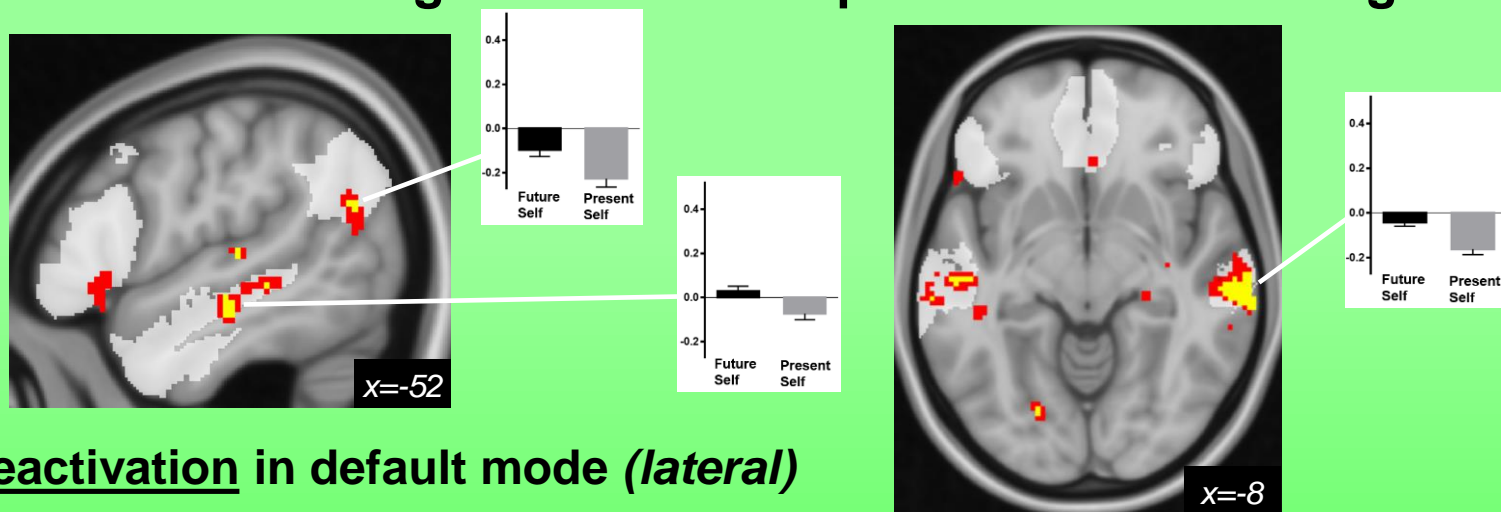 0.4
0.2
0.0
-0.2
Future Self
Present Self
0.4
0.2
0.0
-0.2
Future Self
Present Self
0.4
0.2
0.0
-0.2
Future Self
Present Self
x=-52
x=-8
eactivation in default mode (lateral)